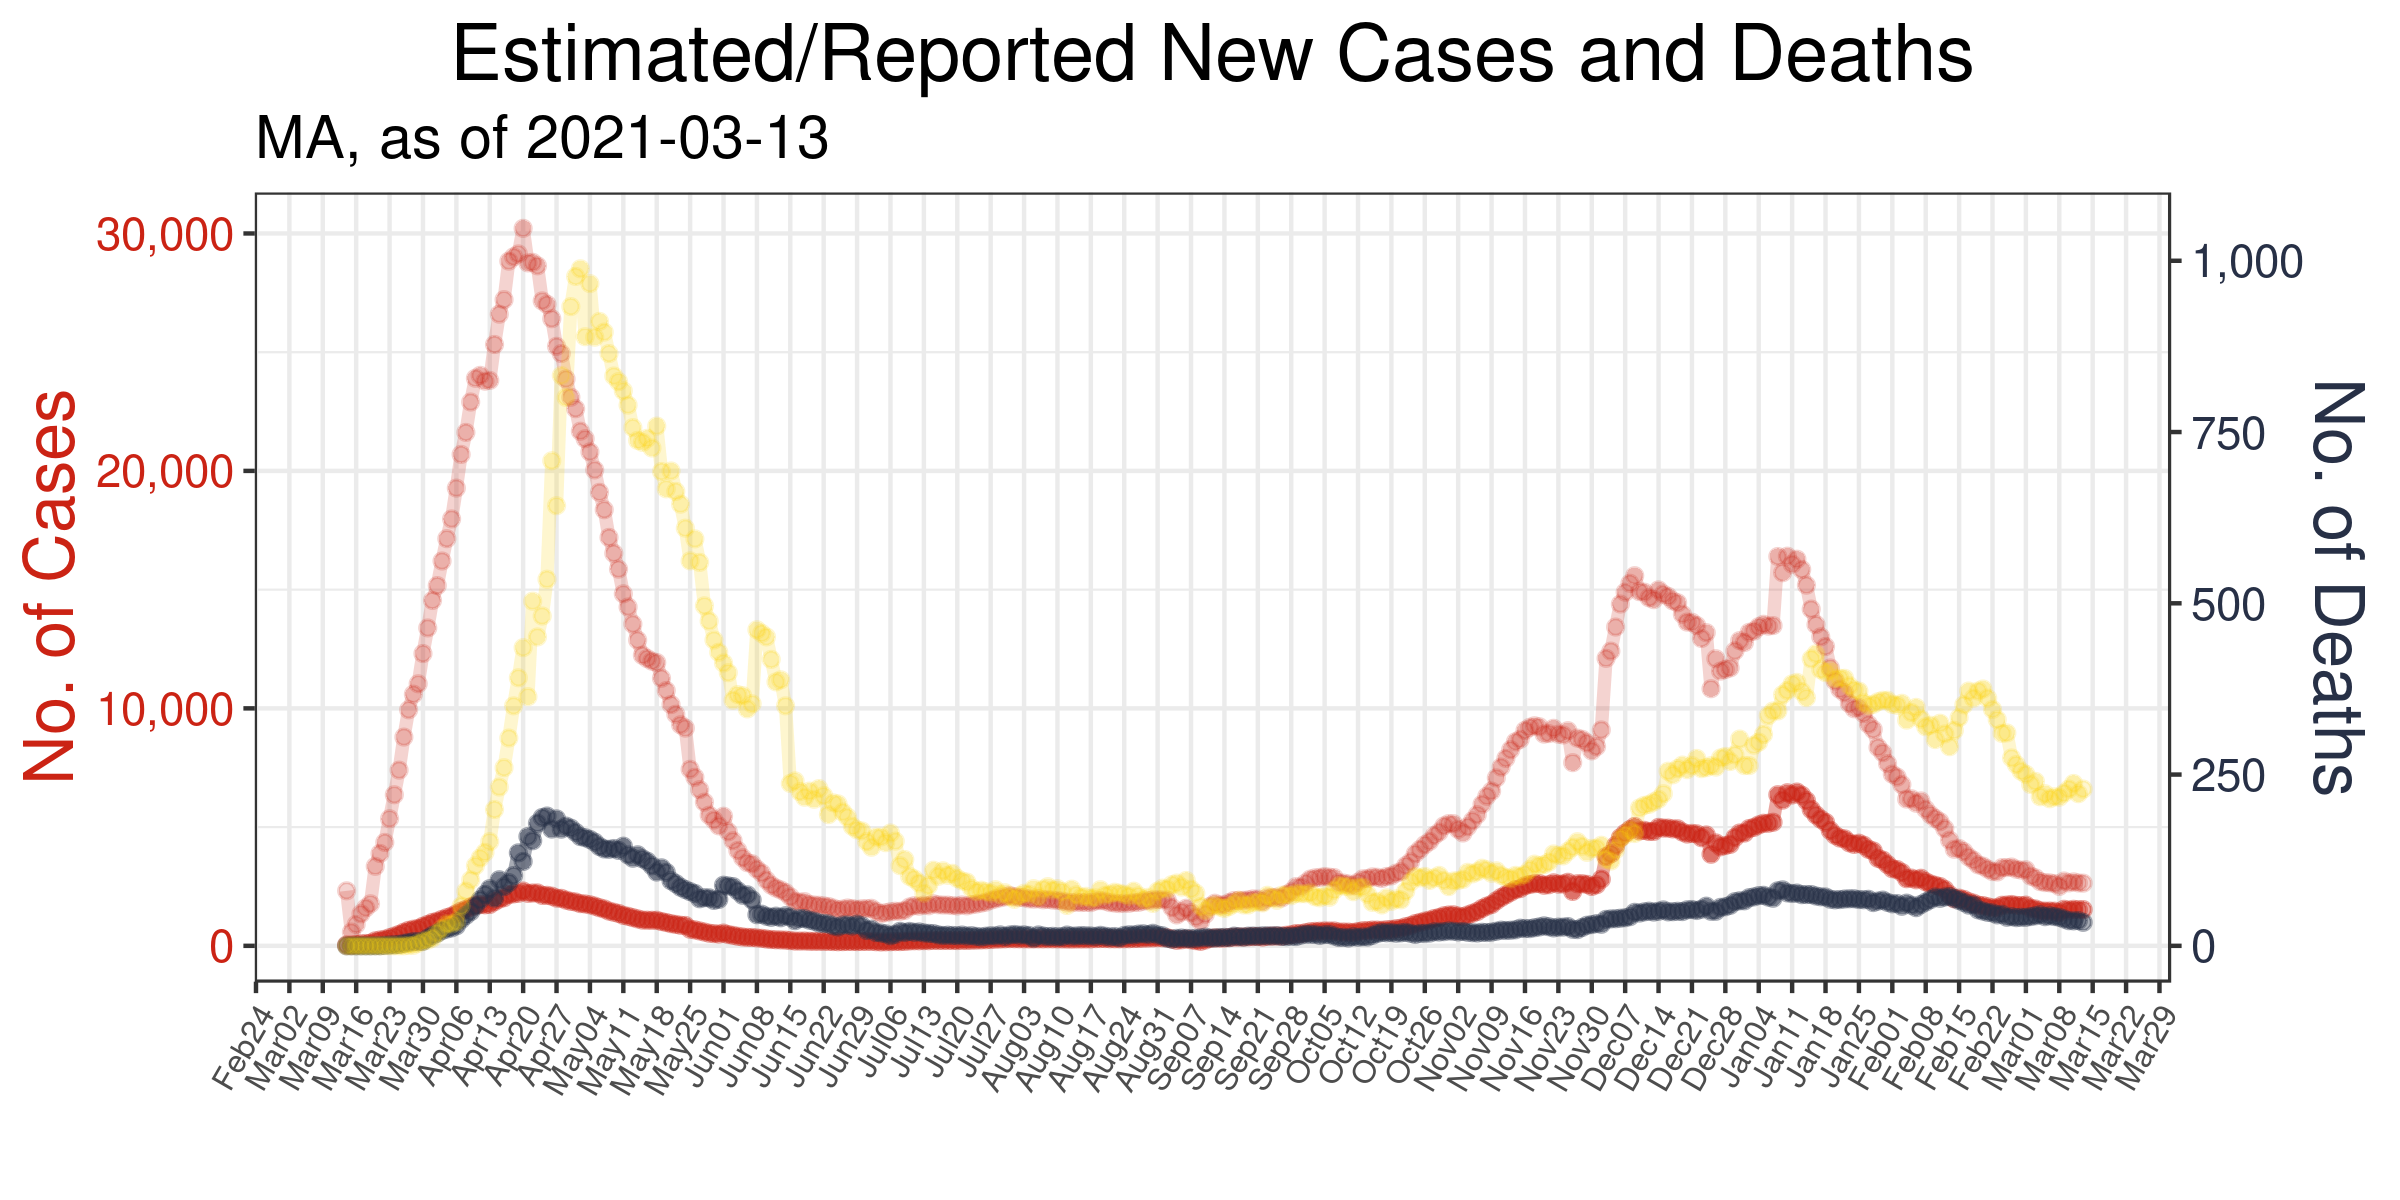 Estimated/Reported New Cases and Deaths
MA, as of 2021-03-13
No. of Cases
30,000
20,000
10,000
0
1,000
750
500
250
0
No. of Deaths
Feb24
Mar02
Mar09
Mar16
Mar23
Mar30
Apr06
Apr13
Apr20
Apr27
May04
May11
May18
May25
Jun01
Jun08
Jun15
Jun22
Jun29
Jul06
Jul13
Jul20
Jul27
Aug03
Aug10
Aug17
Aug24
Aug31
Sep07
Sep14
Sep21
Sep28
Oct05
Oct12
Oct19
Oct26
Nov02
Nov09
Nov16
Nov23
Nov30
Dec07
Dec14
Dec21
Dec28
Jan04
Jan11
Jan18
Jan25
Feb01
Feb08
Feb15
Feb22
Mar01
Mar08
Mar15
Mar22
Mar29